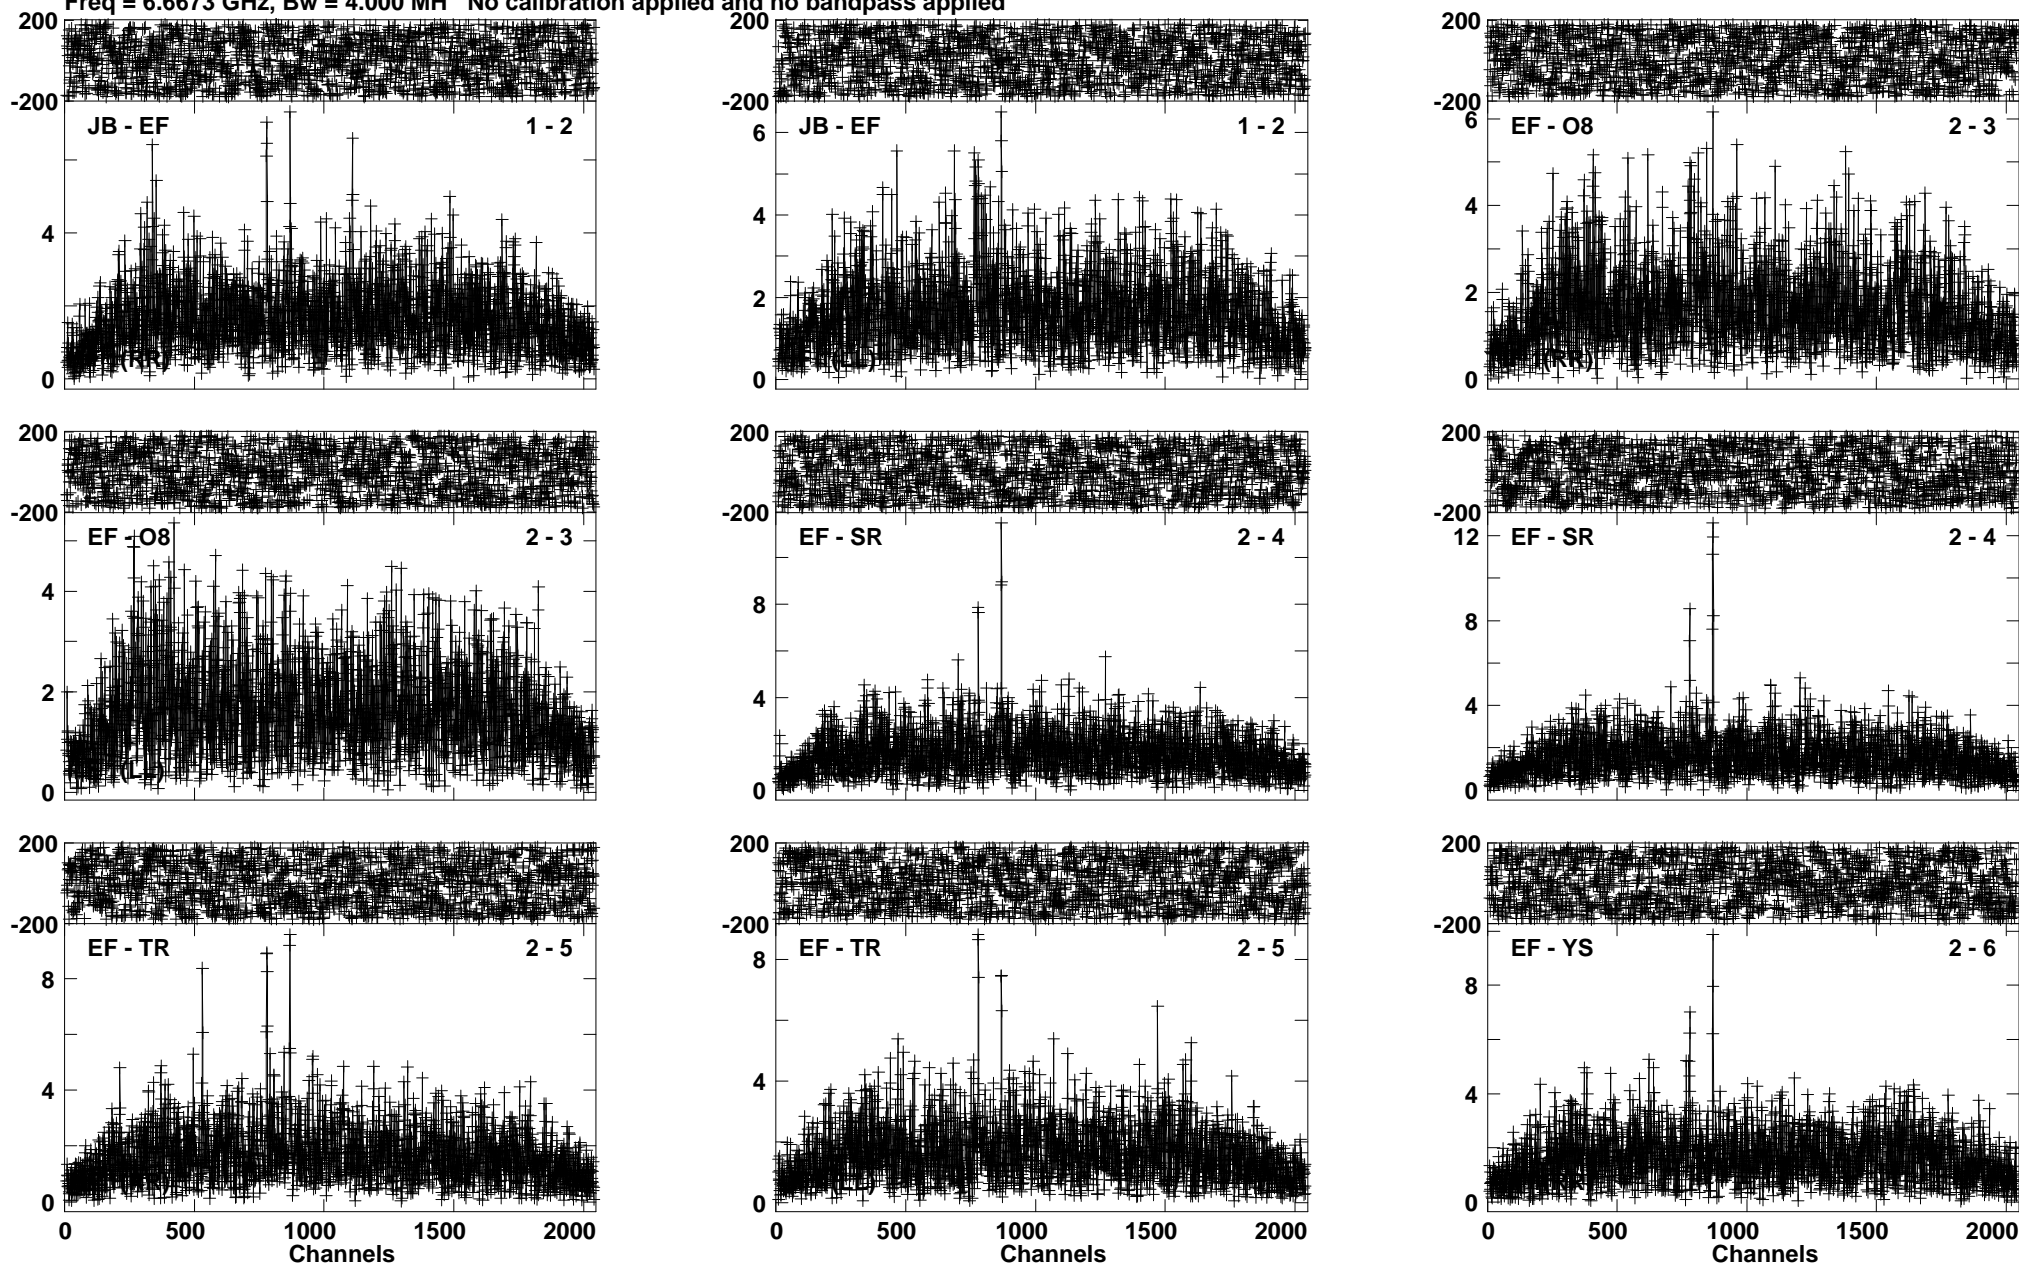 Freq = 6.6673 GHz, Bw = 4.000 MH No calibration applied and no bandpass applied
200 200 200
-200 -200 -200
JB - EF 1 - 2 JB - EF 1 - 2 EF - O8 2 - 3
6 6
4 4 4
2 2
(RR) (LL) (RR)
0 0 0
200 200 200
-200 -200 -200
EF - O8 2 - 3 EF - SR 2 - 4 EF - SR 2 - 4
12
4 8 8
2 4 4
(LL)
0 0 0
200 200 200
-200 -200 -200
EF - TR 2 - 5 EF - TR 2 - 5 EF - YS 2 - 6
8 8 8
4 4 4
0 0 0
0 500 1000 1500 2000 0 500 1000 1500 2000 0 500 1000 1500 2000
Channels Channels Channels